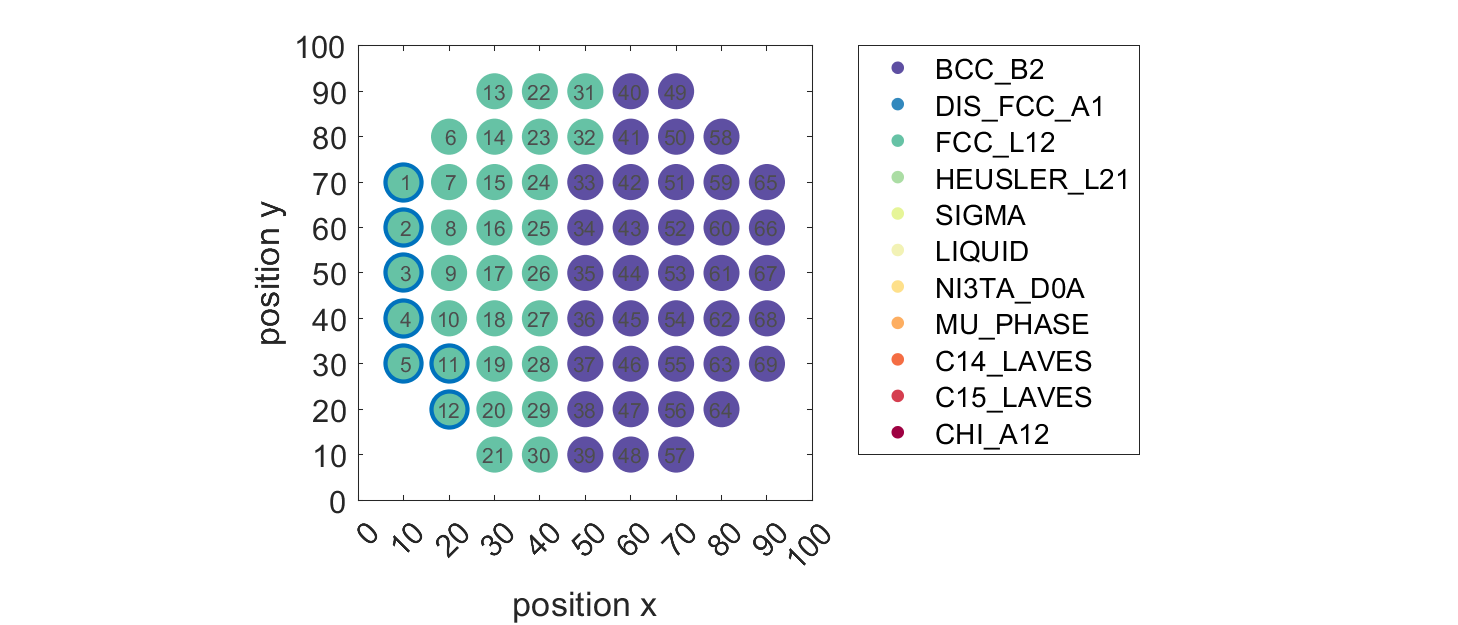 100
90
80
70
60
50
40
30
20
10
0
position y
13 22 31 40 49
6 14 23 32 41 50 58
1 7 15 24 33 42 51 59 65
2 8 16 25 34 43 52 60 66
3 9 17 26 35 44 53 61 67
4 10 18 27 36 45 54 62 68
5 11 19 28 37 46 55 63 69
12 20 29 38 47 56 64
21 30 39 48 57
0 10 20 30 40 50 60 70 80 90 100
position x
BCC_B2
DIS_FCC_A1
FCC_L12
HEUSLER_L21
SIGMA
LIQUID
NI3TA_D0A
MU_PHASE
C14_LAVES
C15_LAVES
CHI_A12